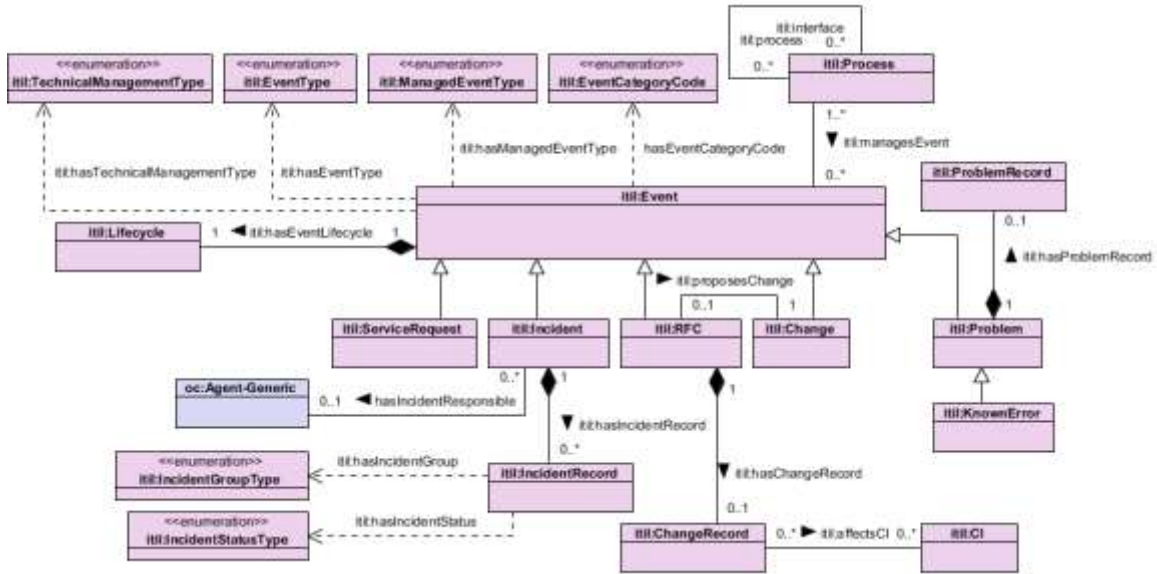 itil:interface
itil:process 0..*
0..*
itil:Process
<<enumeration>>
itil:TechnicalManagementType
<<enumeration>>
itil:EventType
<<enumeration>>
itil:ManagedEventType
<<enumeration>>
itil:EventCategoryCode
1..*
itil:managesEvent
0..*
itil:hasTechnicalManagementType
itil:hasEventType
itil:hasManagedEventType
hasEventCategoryCode
itil:ProblemRecord
0..1
itil:hasProblemRecord
1
itil:Event
itil:Lifecycle
1 ◄ itil:hasEventLifecycle 1
► itil:proposesChange
0..1 1
itil:ServiceRequest
itil:Incident
itil:RFC
itil:Change
itil:Problem
oc:Agent-Generic
0..*
0..1 ◄ hasIncidentResponsible
1
▼ itil:hasIncidentRecord
0..*
1
itil:KnownError
<<enumeration>>
itil:IncidentGroupType
itil:hasIncidentGroup
itil:IncidentRecord
▼ itil:hasChangeRecord
0..1
<<enumeration>>
itil:IncidentStatusType
itil:hasIncidentStatus
itil:ChangeRecord
0..* ► itil:affectsCI 0..*
itil:CI